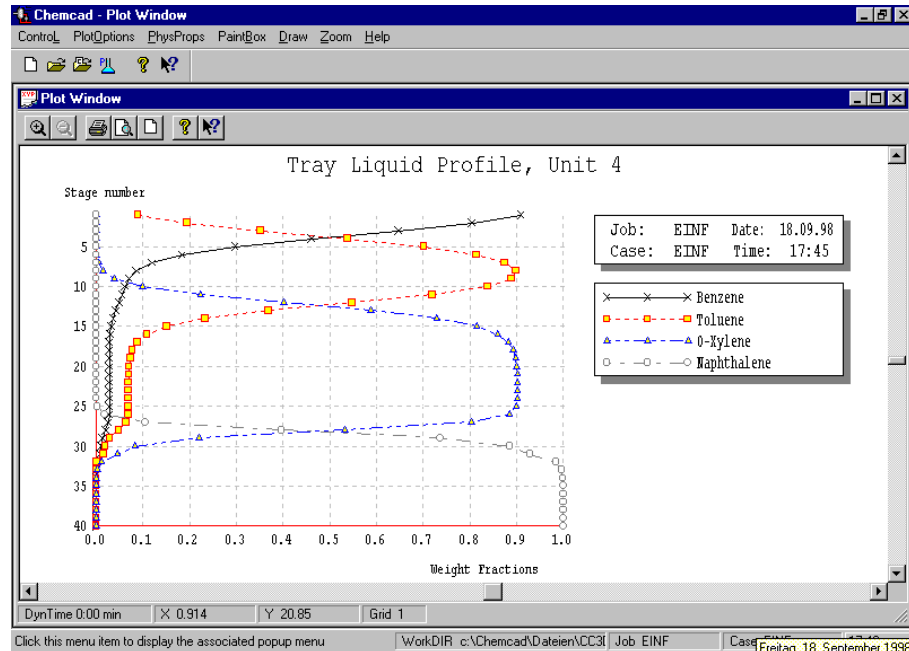 Chemcad - Plot Window
ControL PlotOptions PhysProps PaintBox Draw Zoom Help
Plot Window
Tray Liquid Profile, Unit 4
Stage number
Job: EINF Date: 18.09.98
Case: EINF Time: 17:45
Benzene
Toluene
O-Xylene
Naphthalene
5
10
15
20
25
30
35
40
0.0 0.1 0.2 0.3 0.4 0.5 0.6 0.7 0.8 0.9 1.0
Weight Fractions
DynTime 0:00 min X 0.914 Y 20.85 Grid 1
Click this menu item to display the associated popup menu WorkDIR c:\Chemcad\Dateien\CC3 Job EINF Case
Freitag, 18. September 1998